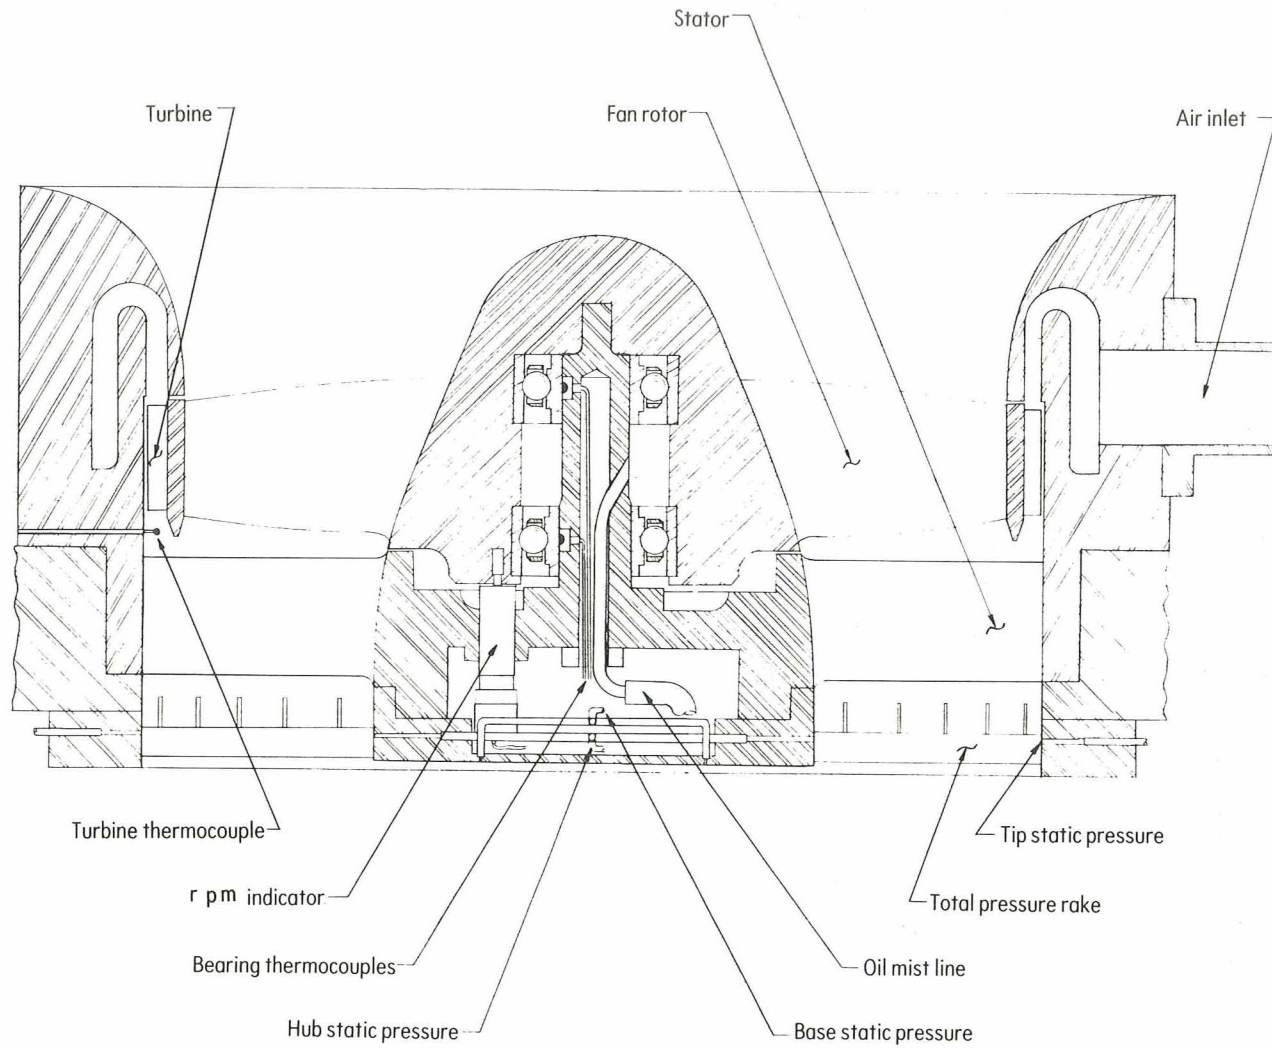 Stator
Turbine
Fan rotor
Air inlet
Turbine thermocouple
Tip static pressure
rpm indicator
Total pressure rake
Bearing thermocouples
Oil mist line
Hub static pressure
Base static pressure